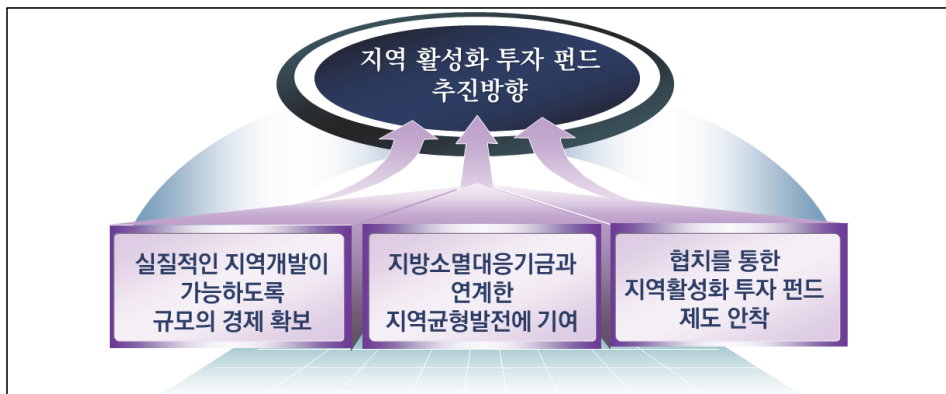 지역 활성화 투자 펀드
추진방향
실질적인 지역개발이
가능하도록
규모의 경제 확보
지방소멸대응기금과
연계한
지역균형발전에 기여
협치를 통한
지역활성화 투자 펀드
제도 안착